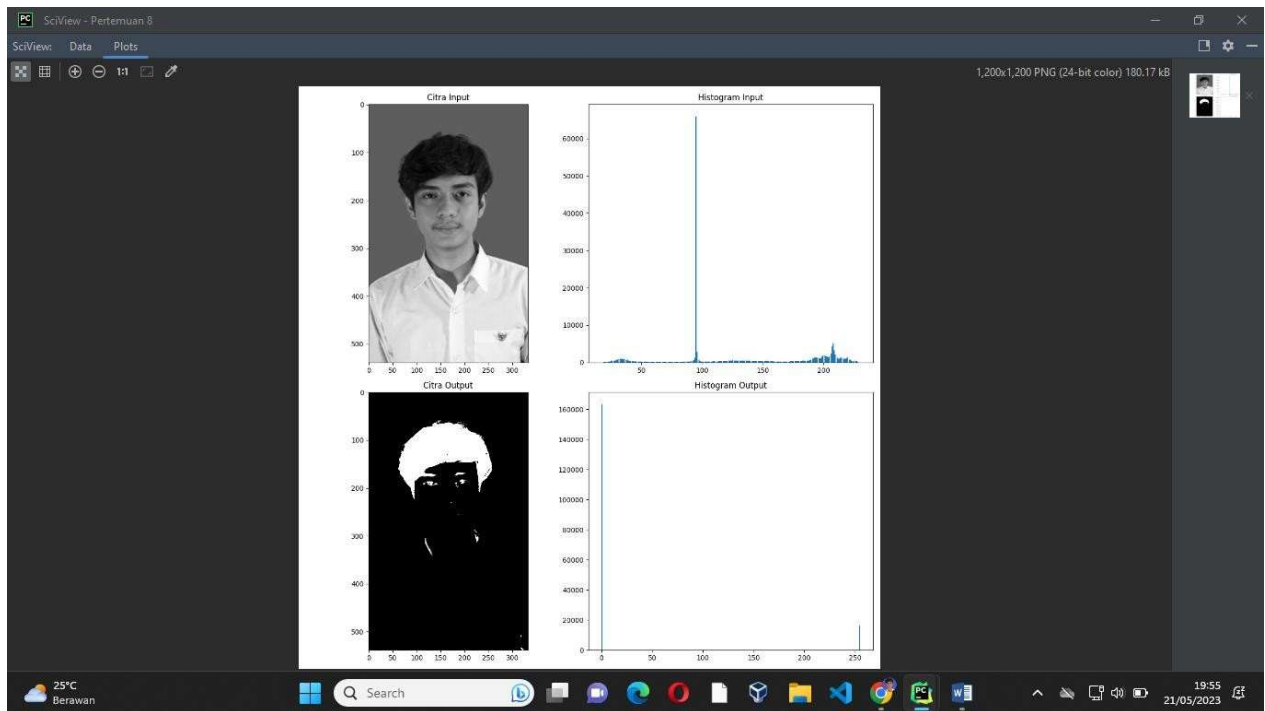 PC SciView - Pertemuan 8
SciView: Data Plots
1:1
1,200x1,200 PNG (24-bit color) 180.17 kB
Citra Input
0
100
200
300
400
500
0 50 100 150 200 250 300
Histogram Input
60000
50000
40000
30000
20000
10000
0
50 100 150 200
Citra Output
0
100
200
300
400
500
0 50 100 150 200 250 300
Histogram Output
160000
140000
120000
100000
80000
60000
40000
20000
0
0 50 100 150 200 250
25°C
Berawan
Search
PC
W
19:55
21/05/2023